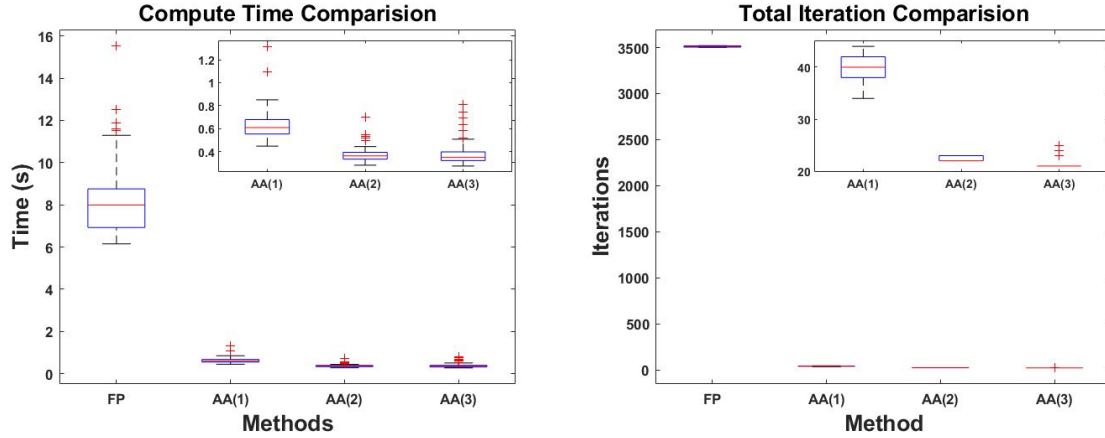 Compute Time Comparision
Time (s)
16
14
12
10
8
6
4
2
0
1.2
1
0.8
0.6
0.4
AA(1) AA(2) AA(3)
FP AA(1) AA(2) AA(3)
Methods
Total Iteration Comparision
Iterations
3500
3000
2500
2000
1500
1000
500
0
40
30
20
AA(1) AA(2) AA(3)
FP AA(1) AA(2) AA(3)
Method